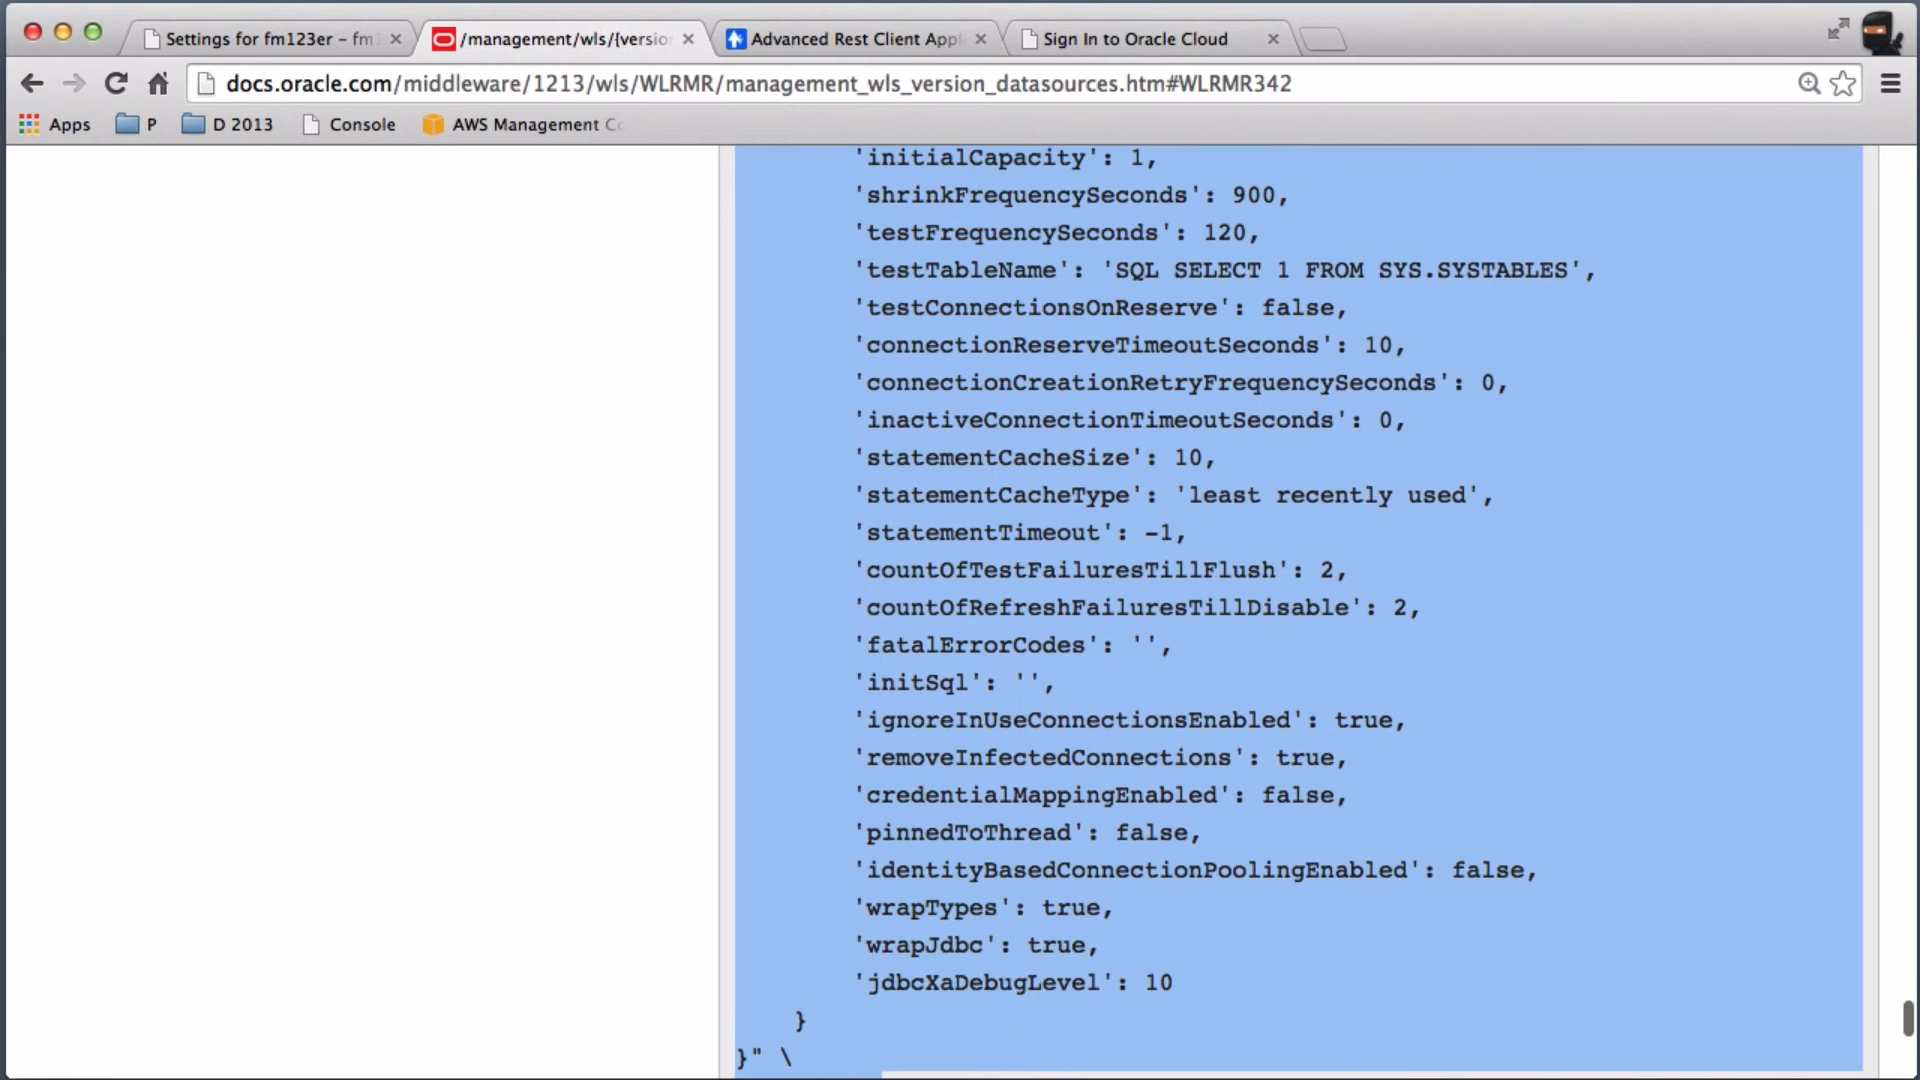 Settings for fm123er – fm1
/management/wls/{versio
Advanced Rest Client Appl
Sign In to Oracle Cloud
docs.oracle.com/middleware/1213/wls/WLRMR/management_wls_version_datasources.htm#WLRMR342
Apps P D 2013 Console AWS Management Co
'initialCapacity': 1,
'shrinkFrequencySeconds': 900,
'testFrequencySeconds': 120,
'testTableName': 'SQL SELECT 1 FROM SYS.SYSTABLES',
'testConnectionsOnReserve': false,
'connectionReserveTimeoutSeconds': 10,
'connectionCreationRetryFrequencySeconds': 0,
'inactiveConnectionTimeoutSeconds': 0,
'statementCacheSize': 10,
'statementCacheType': 'least recently used',
'statementTimeout': -1,
'countOfTestFailuresTillFlush': 2,
'countOfRefreshFailuresTillDisable': 2,
'fatalErrorCodes': '',
'initSql': '',
'ignoreInUseConnectionsEnabled': true,
'removeInfectedConnections': true,
'credentialMappingEnabled': false,
'pinnedToThread': false,
'identityBasedConnectionPoolingEnabled': false,
'wrapTypes': true,
'wrapJdbc': true,
'jdbcXaDebugLevel': 10
}
}" \